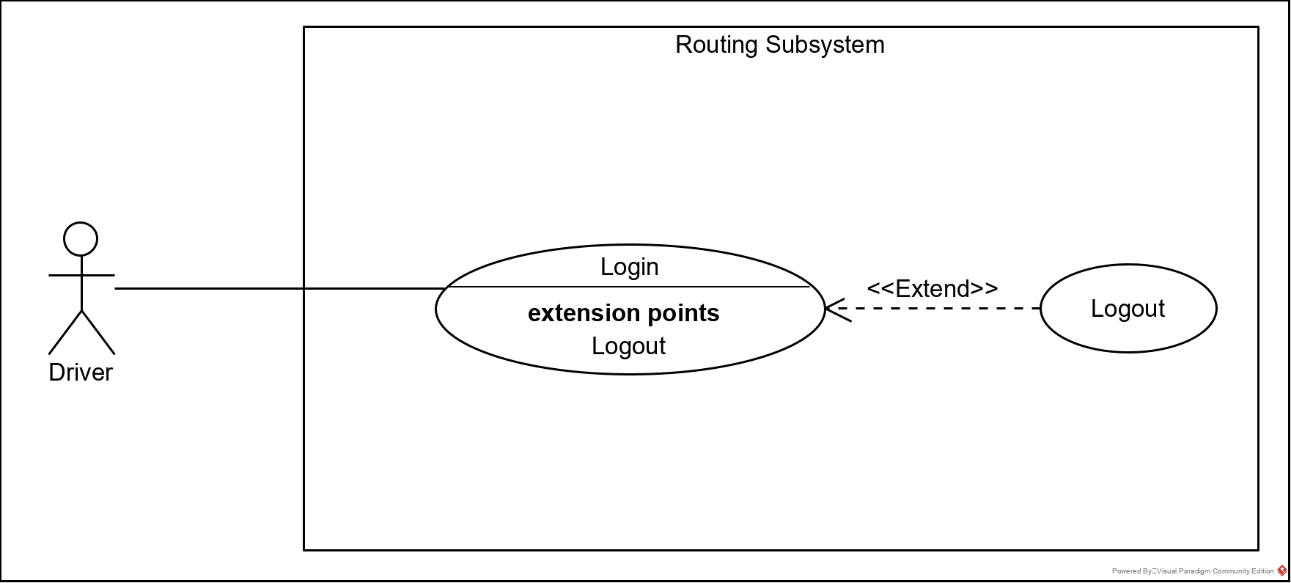 Routing Subsystem
Login
extension points
Logout
<<Extend>>
Logout
Driver
Powered By Visual Paradigm Community Edition